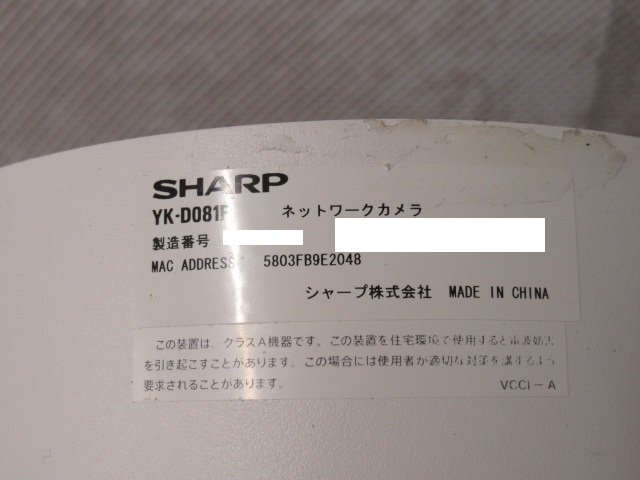 SHARP
YK-D081F ネットワークカメラ
製造番号
MAC ADDRESS 5803FB9E2048
シャープ株式会社 MADE IN CHINA
この装置は、クラスA機器です。この装置を住宅環境で使用すると電波妨害
を引き起こすことがあります。この場合には使用者が適切な対策を講ずるよう
要求されることがあります。 VCCI-A